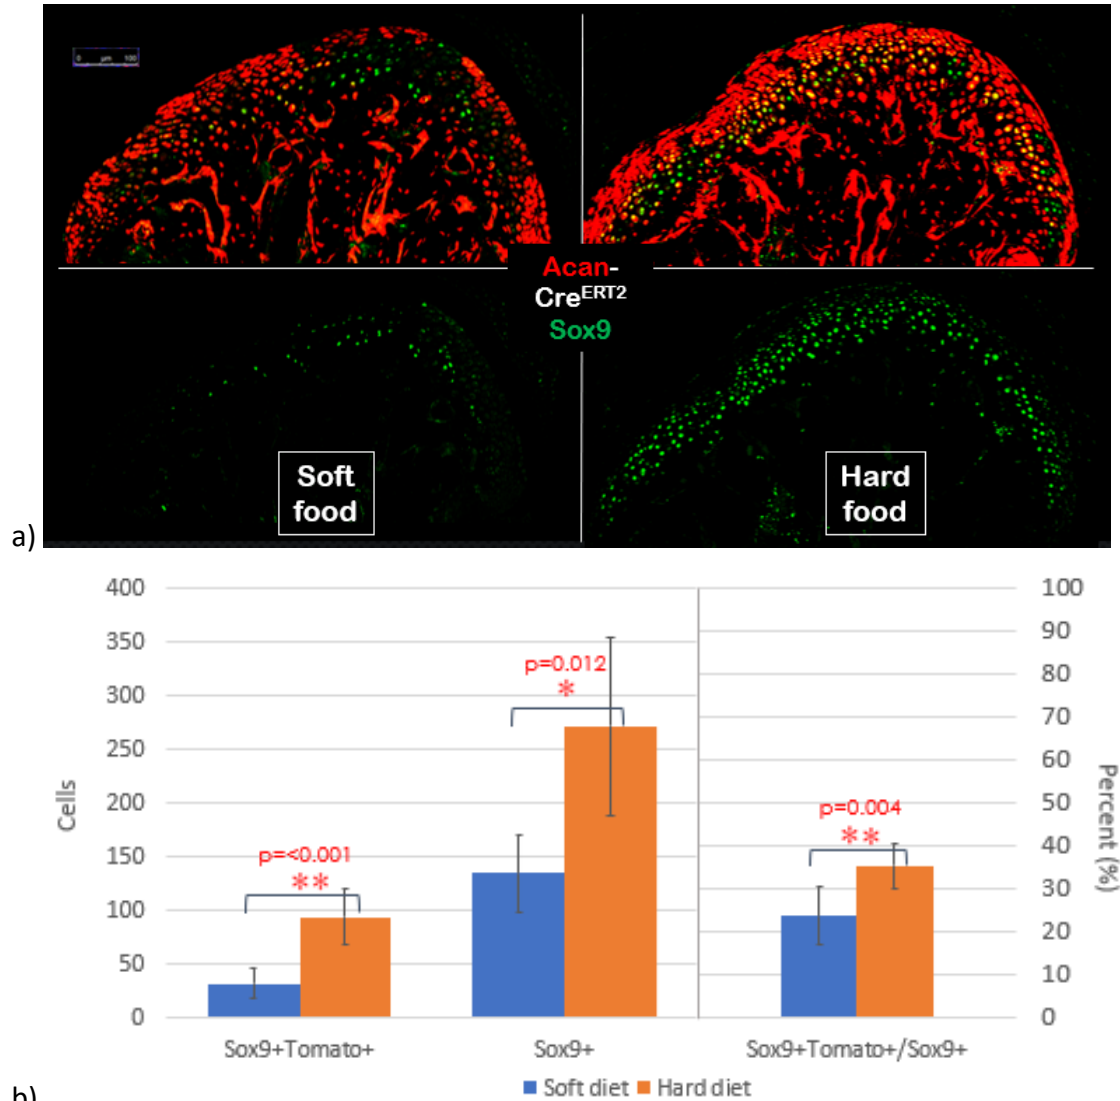 0 µm 100
Acan-
Cre^ERT2
Sox9
Soft
food
Hard
food
a)
400
350
300
250
200
150
100
50
0
Cells
p=<0.001
**
p=0.012
*
p=0.004
**
100
90
80
70
60
50
40
30
20
10
0
Percent (%)
Sox9+Tomato+
Sox9+
Sox9+Tomato+/Sox9+
Soft diet
Hard diet
b)